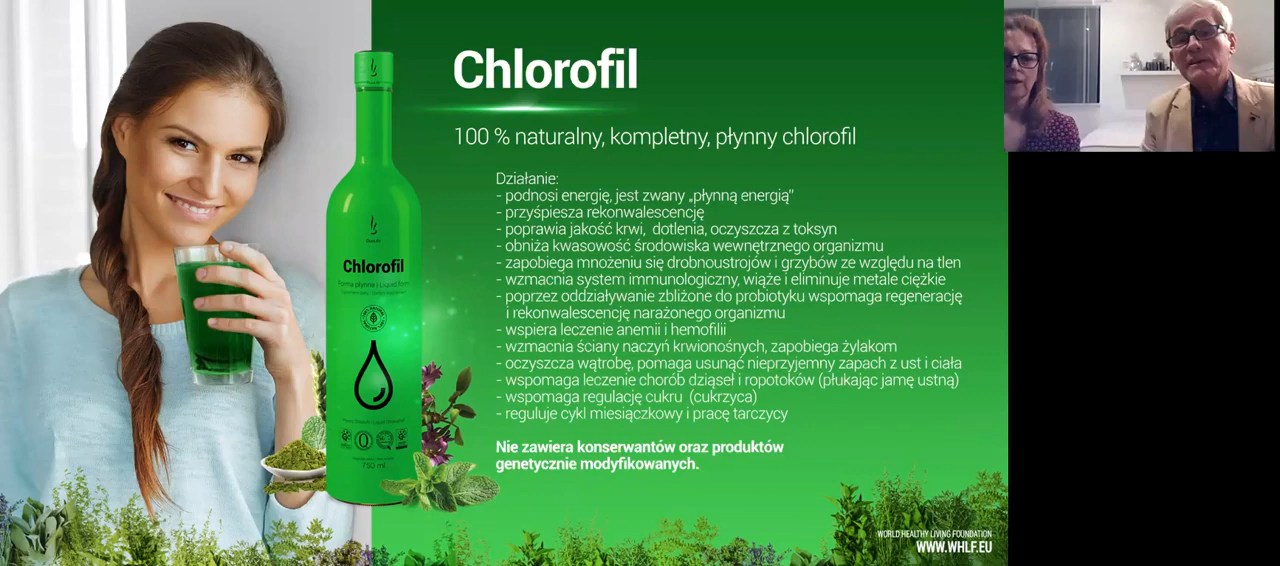 Chlorofil
100 % naturalny, kompletny, płynny chlorofil
Działanie:
- podnosi energię, jest zwany „płynną energią"
- przyśpiesza rekonwalescencję
- poprawia jakość krwi, dotlenia, oczyszcza z toksyn
- obniża kwasowość środowiska wewnętrznego organizmu
- zapobiega mnożeniu się drobnoustrojów i grzybów ze względu na tlen
- wzmacnia system immunologiczny, wiąże i eliminuje metale ciężkie
- poprzez oddziaływanie zbliżone do probiotyku wspomaga regenerację
i rekonwalescencję narażonego organizmu
- wspiera leczenie anemii i hemofilii
- wzmacnia ściany naczyń krwionośnych, zapobiega żylakom
- oczyszcza wątrobę, pomaga usunąć nieprzyjemny zapach z ust i ciała
- wspomaga leczenie chorób dziąseł i ropotoków (płukając jamę ustną)
- wspomaga regulację cukru (cukrzyca)
- reguluje cykl miesiączkowy i pracę tarczycy
Nie zawiera konserwantów oraz produktów
genetycznie modyfikowanych.
Chlorofil
Forma płynna | Liquid form
750 ml
WORLD HEALTHY LIVING FOUNDATION
WWW.WHLF.EU